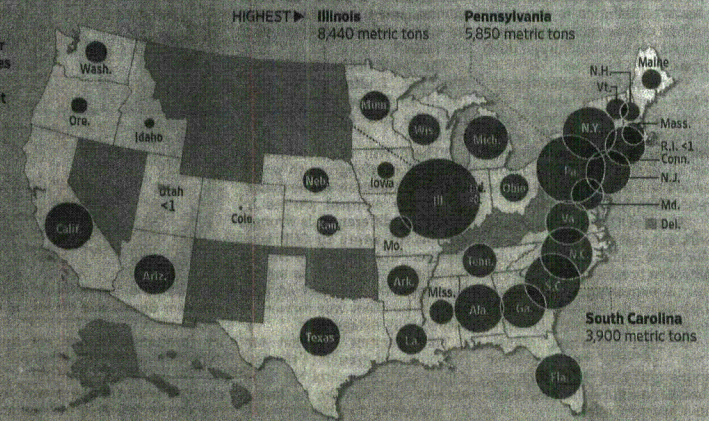 HIGHEST▶ Illinois
8,440 metric tons
Pennsylvania
5,850 metric tons
Wash.
Ore.
Idaho
Calif.
Utah
<1
Colo.
Ariz.
Neb.
Kan.
Texas
Minn.
Iowa
Mo.
Ark.
La.
Wis.
Ill.
Mich.
Ohio
Tenn.
Miss.
Ala.
Ga.
Fla.
S.C.
N.C.
Va.
Pa.
N.Y.
Vt.
N.H.
Maine
Mass.
R.I. <1
Conn.
N.J.
Md.
Del.
South Carolina
3,900 metric tons